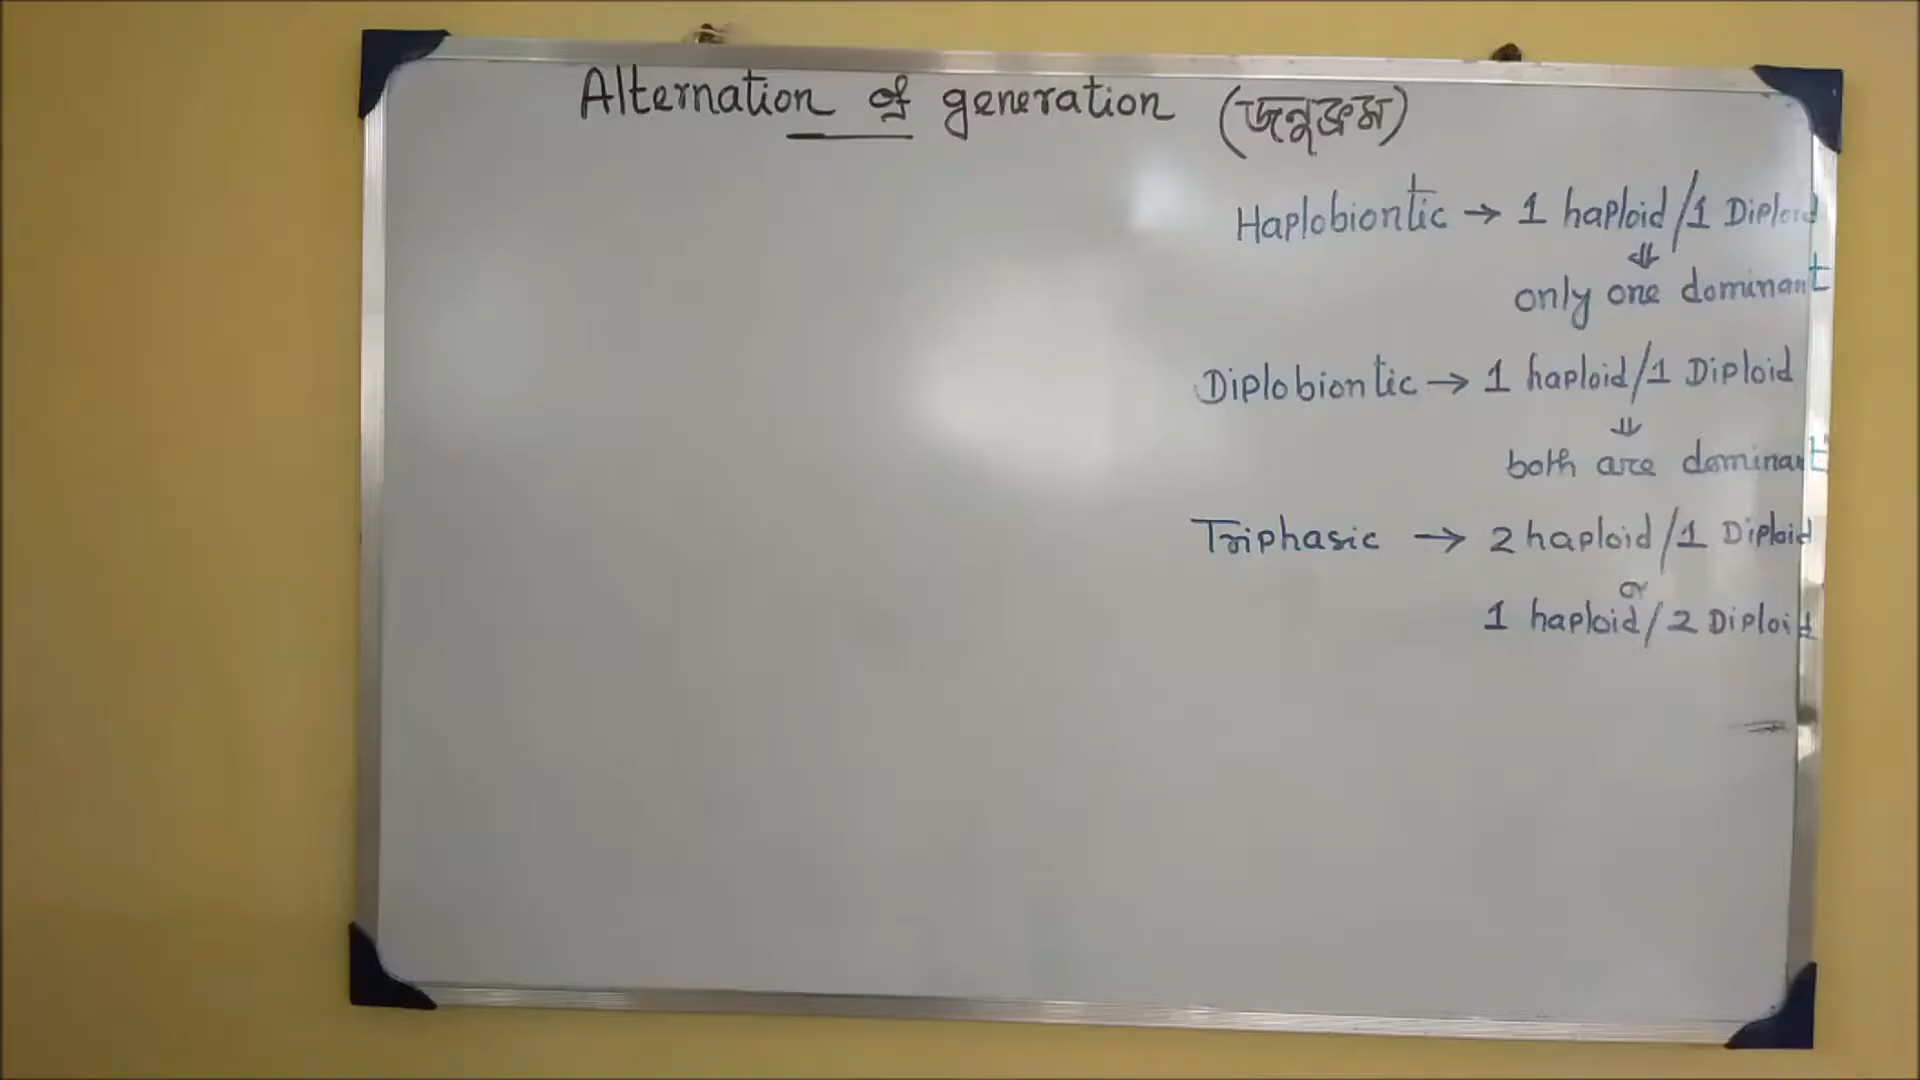 Alternation of generation (জনুক্রম)
Haplobiontic → 1 haploid/1 Diploid
⇓
only one dominant
Diplobiontic → 1 haploid/1 Diploid
⇓
both are dominant
Triphasic → 2 haploid/1 Diploid
or
1 haploid/2 Diploid